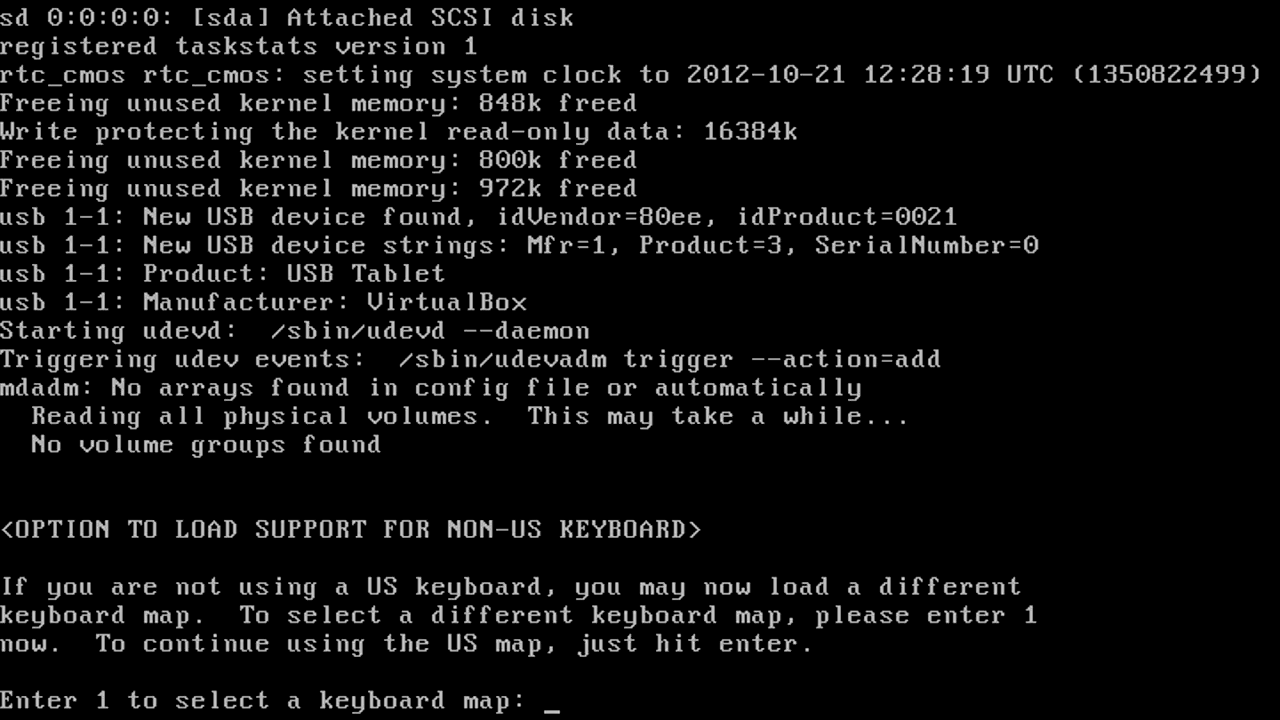 sd 0:0:0:0: [sda] Attached SCSI disk
registered taskstats version 1
rtc_cmos rtc_cmos: setting system clock to 2012-10-21 12:28:19 UTC (1350822499)
Freeing unused kernel memory: 848k freed
Write protecting the kernel read-only data: 16384k
Freeing unused kernel memory: 800k freed
Freeing unused kernel memory: 972k freed
usb 1-1: New USB device found, idVendor=80ee, idProduct=0021
usb 1-1: New USB device strings: Mfr=1, Product=3, SerialNumber=0
usb 1-1: Product: USB Tablet
usb 1-1: Manufacturer: VirtualBox
Starting udevd:  /sbin/udevd --daemon
Triggering udev events:  /sbin/udevadm trigger --action=add
mdadm: No arrays found in config file or automatically
  Reading all physical volumes.  This may take a while...
  No volume groups found
<OPTION TO LOAD SUPPORT FOR NON-US KEYBOARD>
If you are not using a US keyboard, you may now load a different
keyboard map.  To select a different keyboard map, please enter 1
now.  To continue using the US map, just hit enter.
Enter 1 to select a keyboard map: _